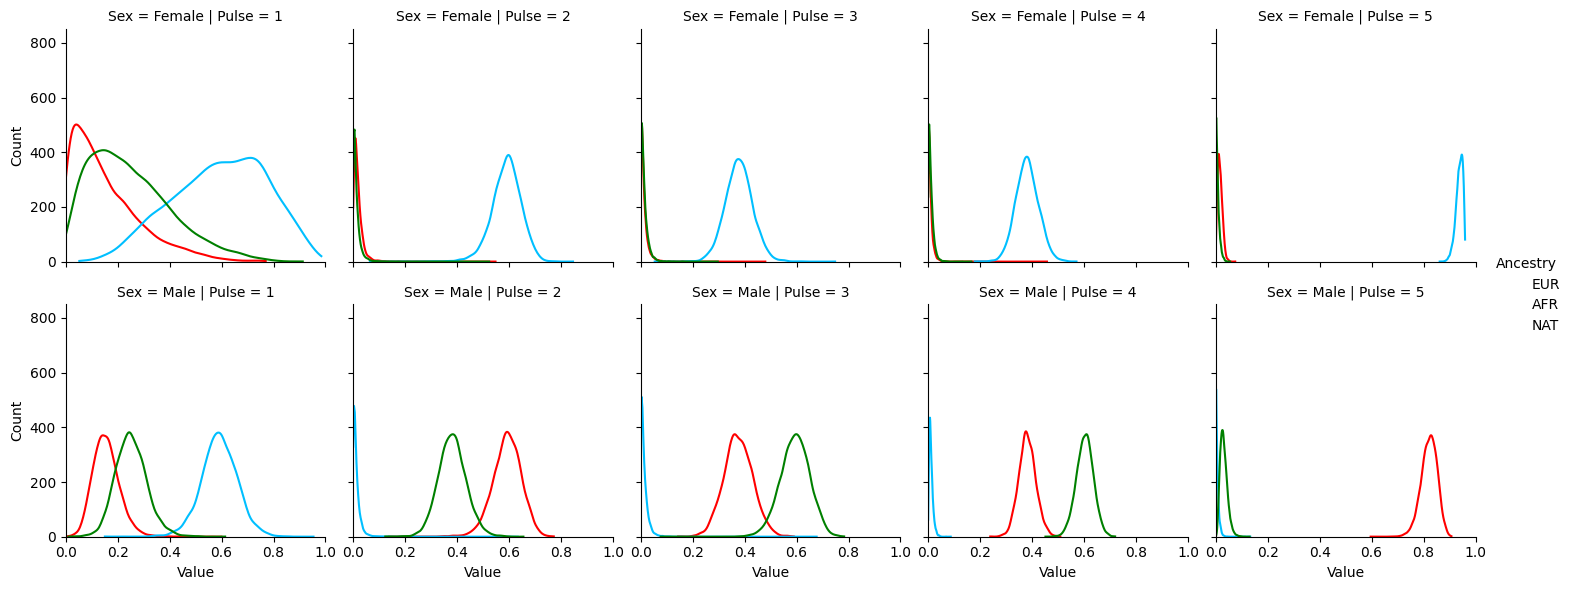 Sex = Female | Pulse = 1
Sex = Female | Pulse = 2
Sex = Female | Pulse = 3
Sex = Female | Pulse = 4
Sex = Female | Pulse = 5
800
600
400
200
0
Count
Sex = Male | Pulse = 1
Sex = Male | Pulse = 2
Sex = Male | Pulse = 3
Sex = Male | Pulse = 4
Sex = Male | Pulse = 5
800
600
400
200
0
Count
0.0 0.2 0.4 0.6 0.8 1.0
0.0 0.2 0.4 0.6 0.8 1.0
0.0 0.2 0.4 0.6 0.8 1.0
0.0 0.2 0.4 0.6 0.8 1.0
0.0 0.2 0.4 0.6 0.8 1.0
Value
Value
Value
Value
Value
Ancestry
EUR
AFR
NAT